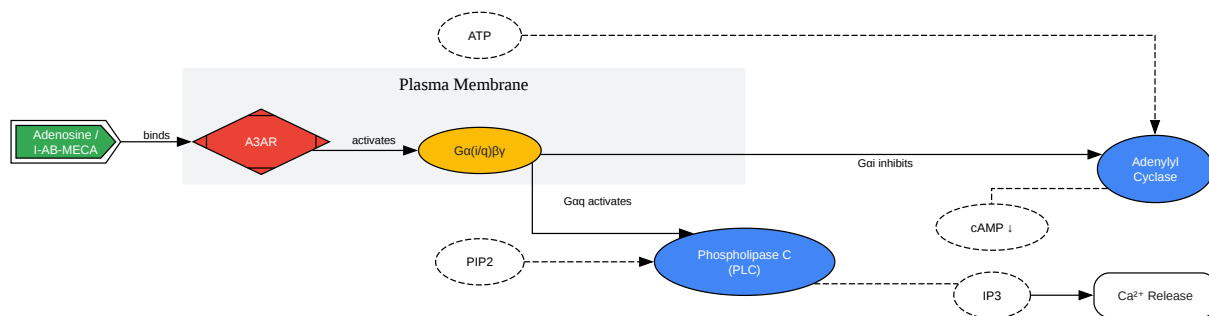 ATP
Plasma Membrane
Adenosine /
I-AB-MECA
binds
A3AR
activates
Gα(i/q)βγ
Gαi inhibits
Adenylyl
Cyclase
Gαq activates
cAMP ↓
PIP2
Phospholipase C
(PLC)
IP3
Ca²⁺ Release